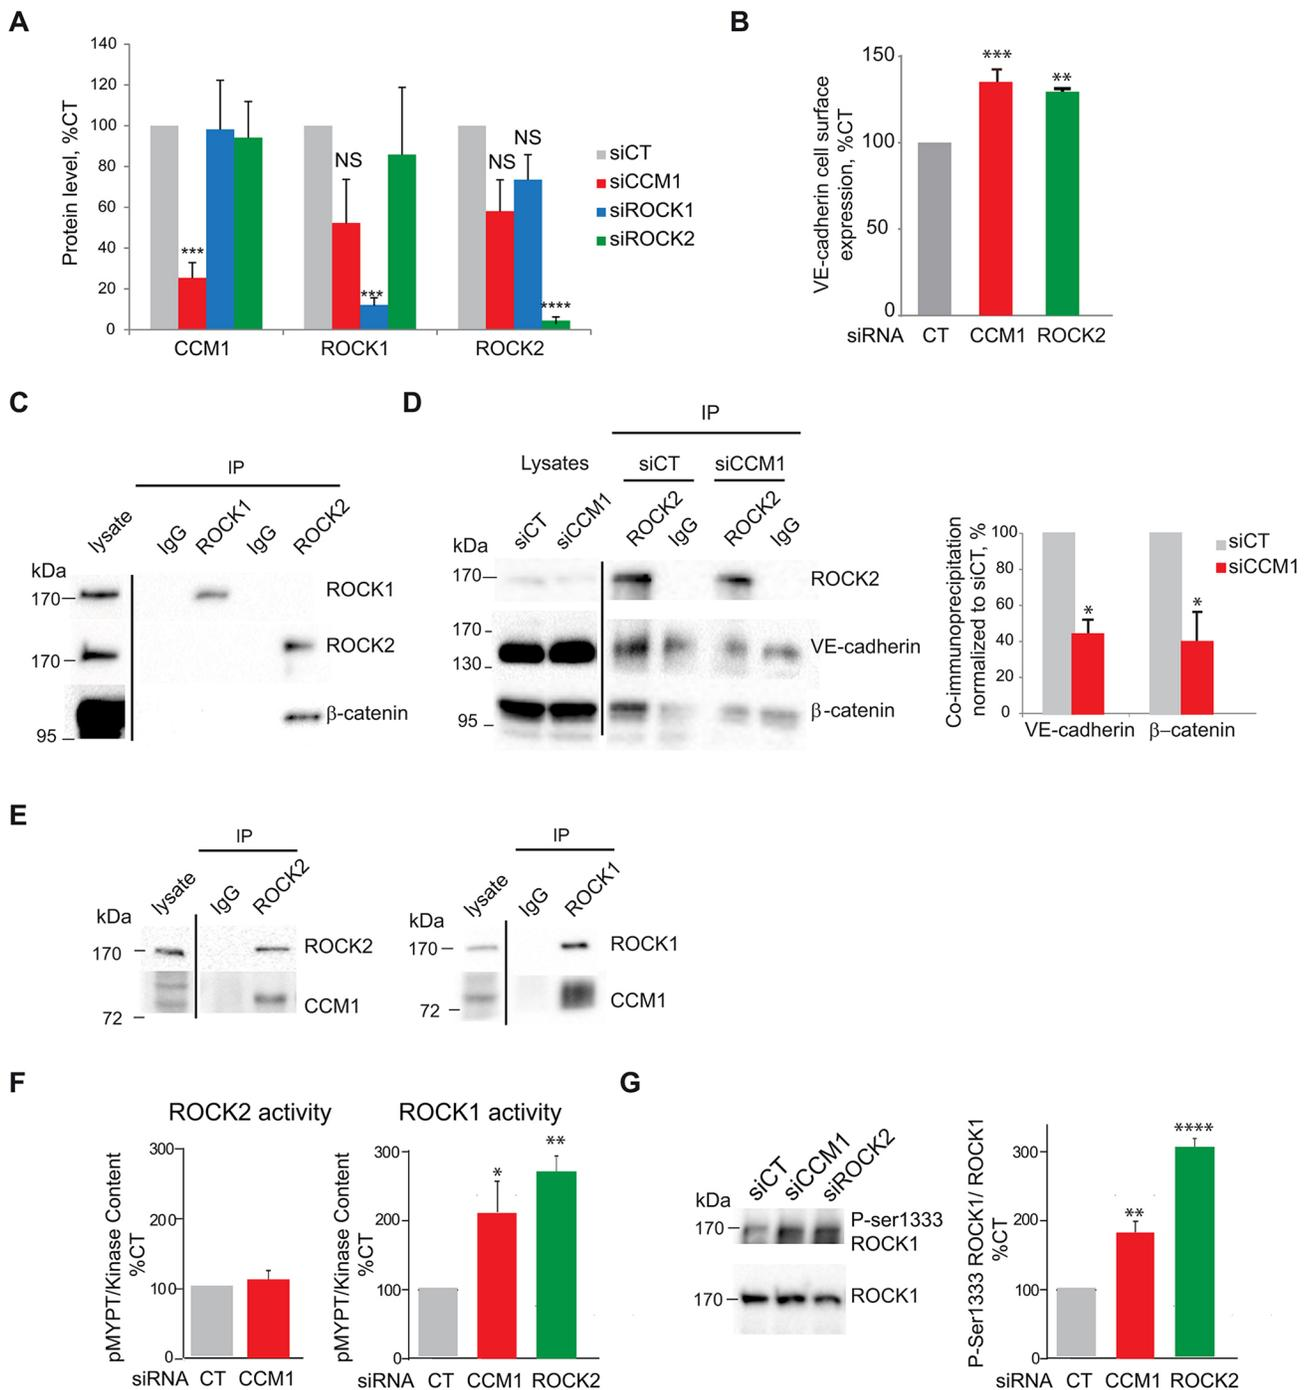 A
140
120
100
80
60
40
20
0
Protein level, %CT
***
NS
***
NS
NS
****
CCM1
ROCK1
ROCK2
siCT
siCCM1
siROCK1
siROCK2
B
150
100
50
0
VE-cadherin cell surface
expression, %CT
***
**
siRNA CT CCM1 ROCK2
C
IP
lysate
IgG
ROCK1
IgG
ROCK2
kDa
170
ROCK1
170
ROCK2
β-catenin
95
D
IP
Lysates
siCT
siCCM1
siCT
siCCM1
ROCK2
IgG
ROCK2
IgG
kDa
170
ROCK2
170
130
VE-cadherin
95
β-catenin
Co-immunoprecipitation
normalized to siCT, %
100
80
60
40
20
0
*
*
siCT
siCCM1
VE-cadherin
β–catenin
E
IP
lysate
IgG
ROCK2
kDa
170
ROCK2
CCM1
72
IP
lysate
IgG
ROCK1
kDa
170
ROCK1
CCM1
72
F
ROCK2 activity
pMYPT/Kinase Content
%CT
300
200
100
0
siRNA CT CCM1
ROCK1 activity
pMYPT/Kinase Content
%CT
300
200
100
0
*
**
siRNA CT CCM1 ROCK2
G
siCT
siCCM1
siROCK2
kDa
170
P-ser1333
ROCK1
170
ROCK1
P-Ser1333 ROCK1/ ROCK1
%CT
300
200
100
0
**
****
siRNA CT CCM1 ROCK2